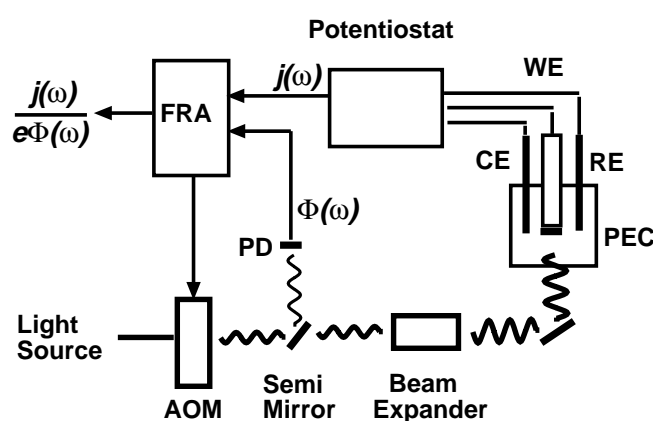 Potentiostat
WE
j(ω)
j(ω)
eΦ(ω)
FRA
CE
RE
Φ(ω)
PD
PEC
Light
Source
AOM
Semi
Mirror
Beam
Expander